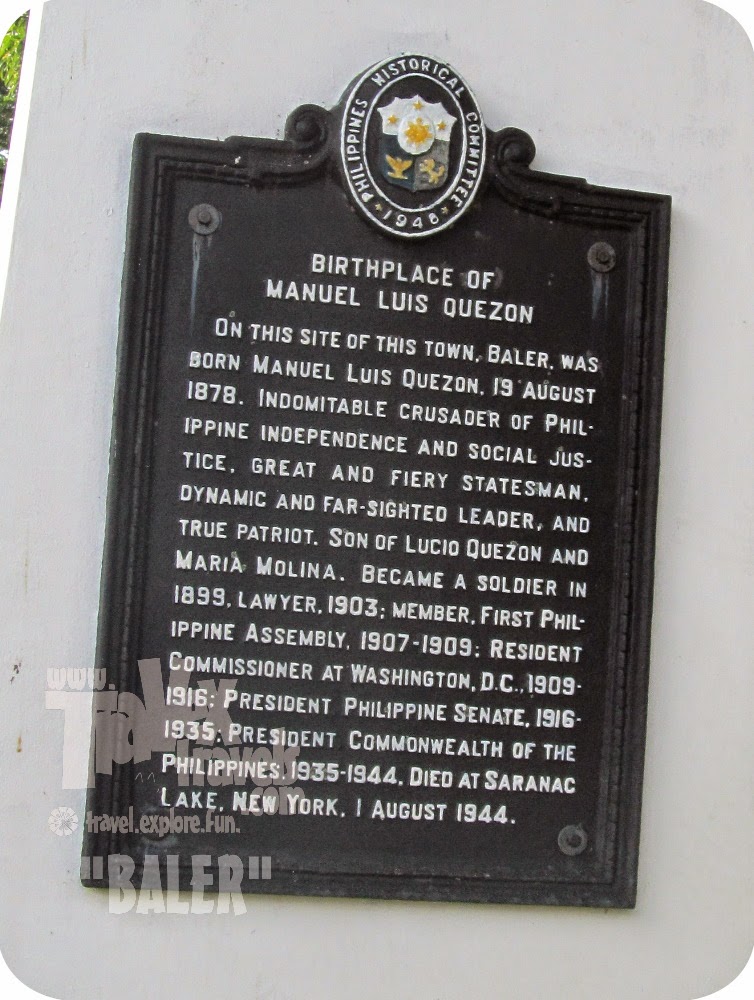 PHILIPPINES HISTORICAL COMMITTEE
1948
BIRTHPLACE OF
MANUEL LUIS QUEZON
ON THIS SITE OF THIS TOWN, BALER, WAS
BORN MANUEL LUIS QUEZON, 19 AUGUST
1878. INDOMITABLE CRUSADER OF PHIL-
IPPINE INDEPENDENCE AND SOCIAL JUS-
TICE, GREAT AND FIERY STATESMAN,
DYNAMIC AND FAR-SIGHTED LEADER, AND
TRUE PATRIOT. SON OF LUCIO QUEZON AND
MARIA MOLINA. BECAME A SOLDIER IN
1899, LAWYER, 1903; MEMBER, FIRST PHIL-
IPPINE ASSEMBLY, 1907-1909; RESIDENT
COMMISSIONER AT WASHINGTON, D.C., 1909-
1916; PRESIDENT PHILIPPINE SENATE, 1916-
1935; PRESIDENT COMMONWEALTH OF THE
PHILIPPINES, 1935-1944. DIED AT SARANAC
LAKE, NEW YORK, 1 AUGUST 1944.
www.
TraVex
travels
.com
travel.explore.fun.
"BALER"